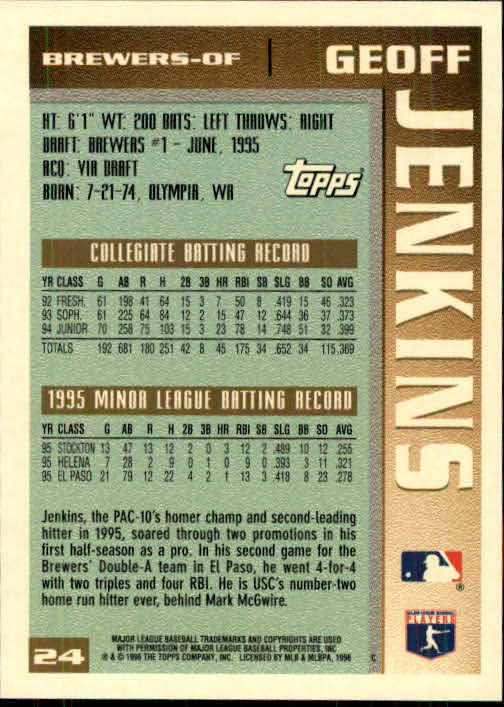 BREWERS-OF
GEOFF
JENKINS
HT: 6'1" WT: 200 BATS: LEFT THROWS: RIGHT
DRAFT: BREWERS #1 - JUNE, 1995
ACQ: VIA DRAFT
BORN: 7-21-74, OLYMPIA, WA
Topps
COLLEGIATE BATTING RECORD
YR CLASS G AB R H 2B 3B HR RBI SB SLG BB SO AVG
92 FRESH. 61 198 41 64 15 3 7 50 8 .419 15 46 .323
93 SOPH. 61 225 64 84 12 2 15 47 12 .644 36 37 .373
94 JUNIOR 70 258 75 103 15 3 23 78 14 .748 51 32 .399
TOTALS 192 681 180 251 42 8 45 175 34 .652 34 115 .369
1995 MINOR LEAGUE BATTING RECORD
YR CLASS G AB R H 2B 3B HR RBI SB SLG BB SO AVG
95 STOCKTON 13 47 13 12 2 0 3 12 2 .489 10 12 .255
95 HELENA 7 28 2 9 0 1 0 9 0 .393 3 11 .321
95 EL PASO 21 79 12 22 4 2 1 13 3 .418 8 23 .278
Jenkins, the PAC-10's homer champ and second-leading
hitter in 1995, soared through two promotions in his
first half-season as a pro. In his second game for the
Brewers' Double-A team in El Paso, he went 4-for-4
with two triples and four RBI. He is USC's number-two
home run hitter ever, behind Mark McGwire.
PLAYERS
24
MAJOR LEAGUE BASEBALL TRADEMARKS AND COPYRIGHTS ARE USED
WITH PERMISSION OF MAJOR LEAGUE BASEBALL PROPERTIES, INC
® & © 1996 THE TOPPS COMPANY, INC. LICENSED BY MLB & MLBPA, 1996 C